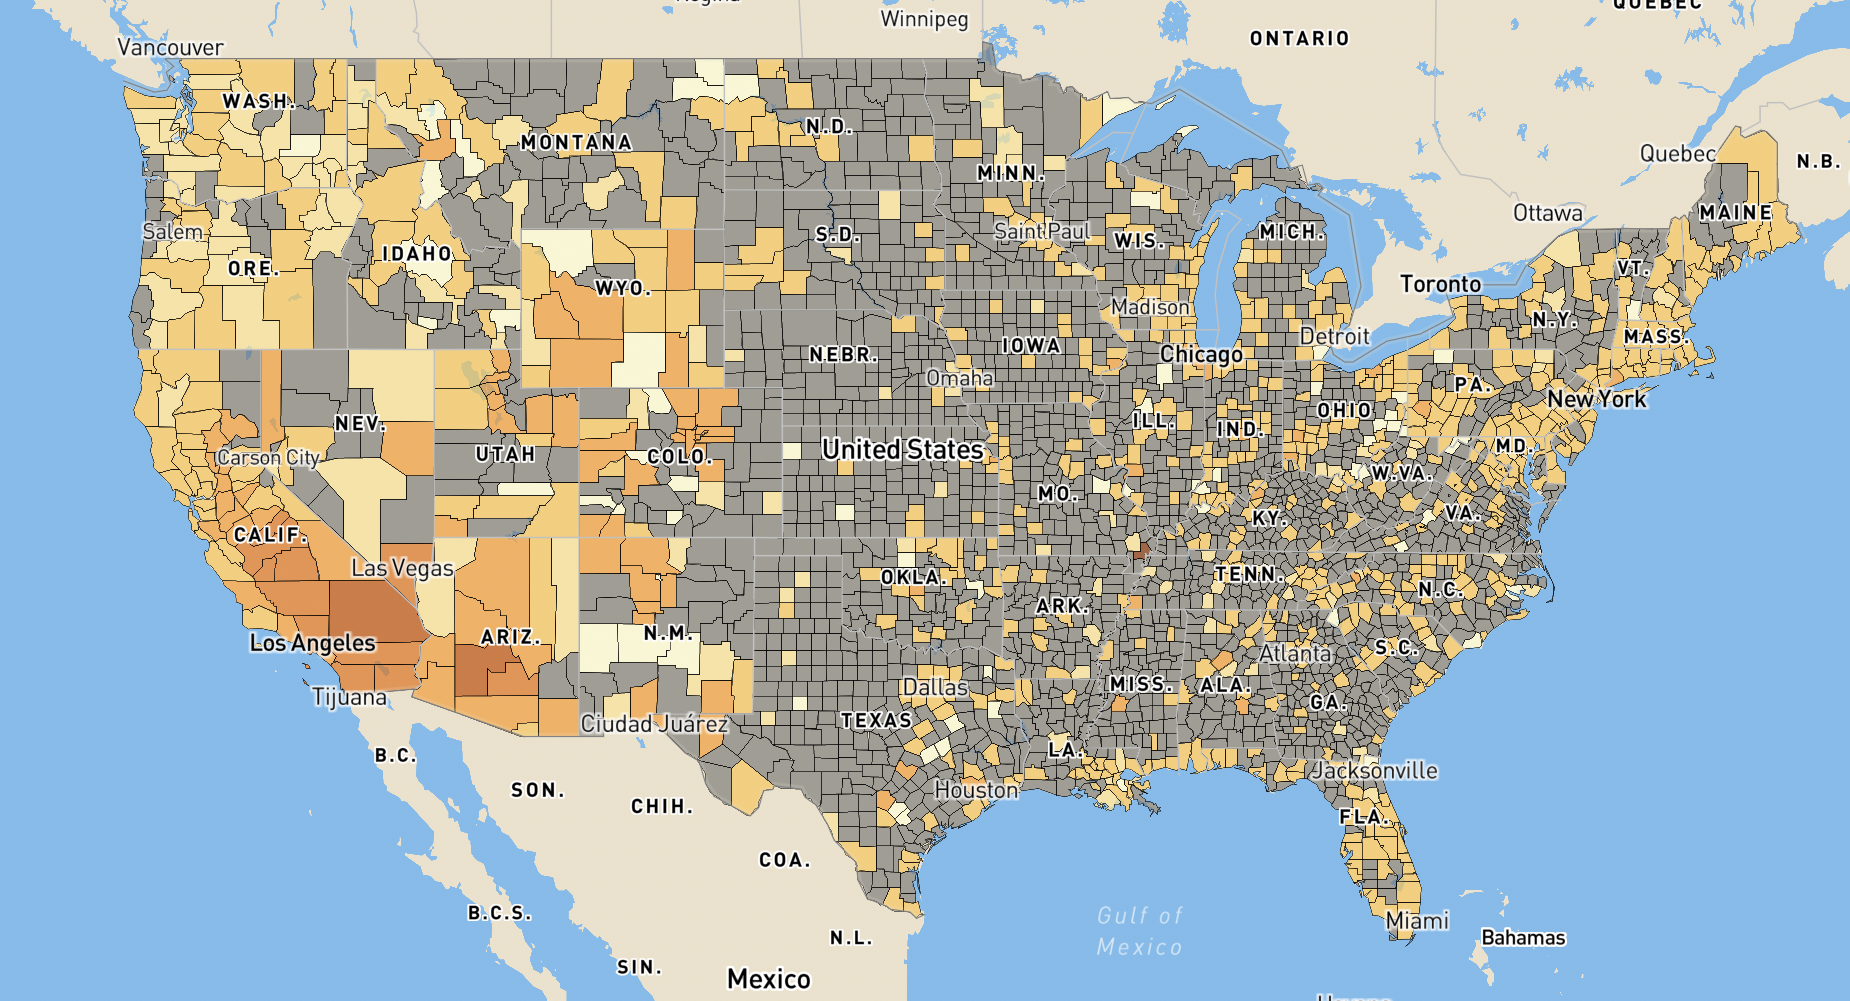 Regina
Winnipeg
QUEBEC
ONTARIO
Vancouver
WASH.
N.D.
MONTANA
MINN.
Quebec
N.B.
MAINE
Ottawa
Salem
Saint Paul
S.D.
WIS.
MICH.
IDAHO
ORE.
VT.
WYO.
Toronto
Madison
N.Y.
Detroit
MASS.
IOWA
NEBR.
Chicago
Omaha
PA.
New York
OHIO
NEV.
ILL.
IND.
United States
UTAH
COLO.
Carson City
MD.
W.VA.
MO.
VA.
KY.
CALIF.
Las Vegas
OKLA.
TENN.
N.C.
ARK.
N.M.
ARIZ.
Los Angeles
S.C.
Atlanta
MISS.
ALA.
Dallas
Tijuana
GA.
TEXAS
Ciudad Juárez
LA.
B.C.
Jacksonville
SON.
Houston
CHIH.
FLA.
COA.
B.C.S.
Gulf of
Mexico
Miami
N.L.
Bahamas
SIN.
Mexico